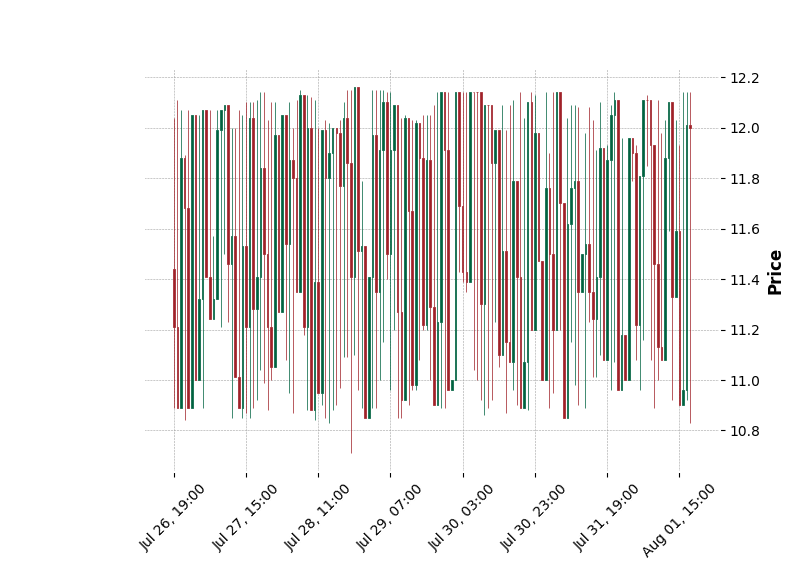 12.2
12.0
11.8
11.6
11.4
11.2
11.0
10.8
Price
Jul 26, 19:00
Jul 27, 15:00
Jul 28, 11:00
Jul 29, 07:00
Jul 30, 03:00
Jul 30, 23:00
Jul 31, 19:00
Aug 01, 15:00